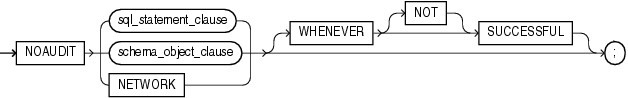 NOAUDIT
sql_statement_clause
schema_object_clause
NETWORK
WHENEVER
NOT
SUCCESSFUL
;